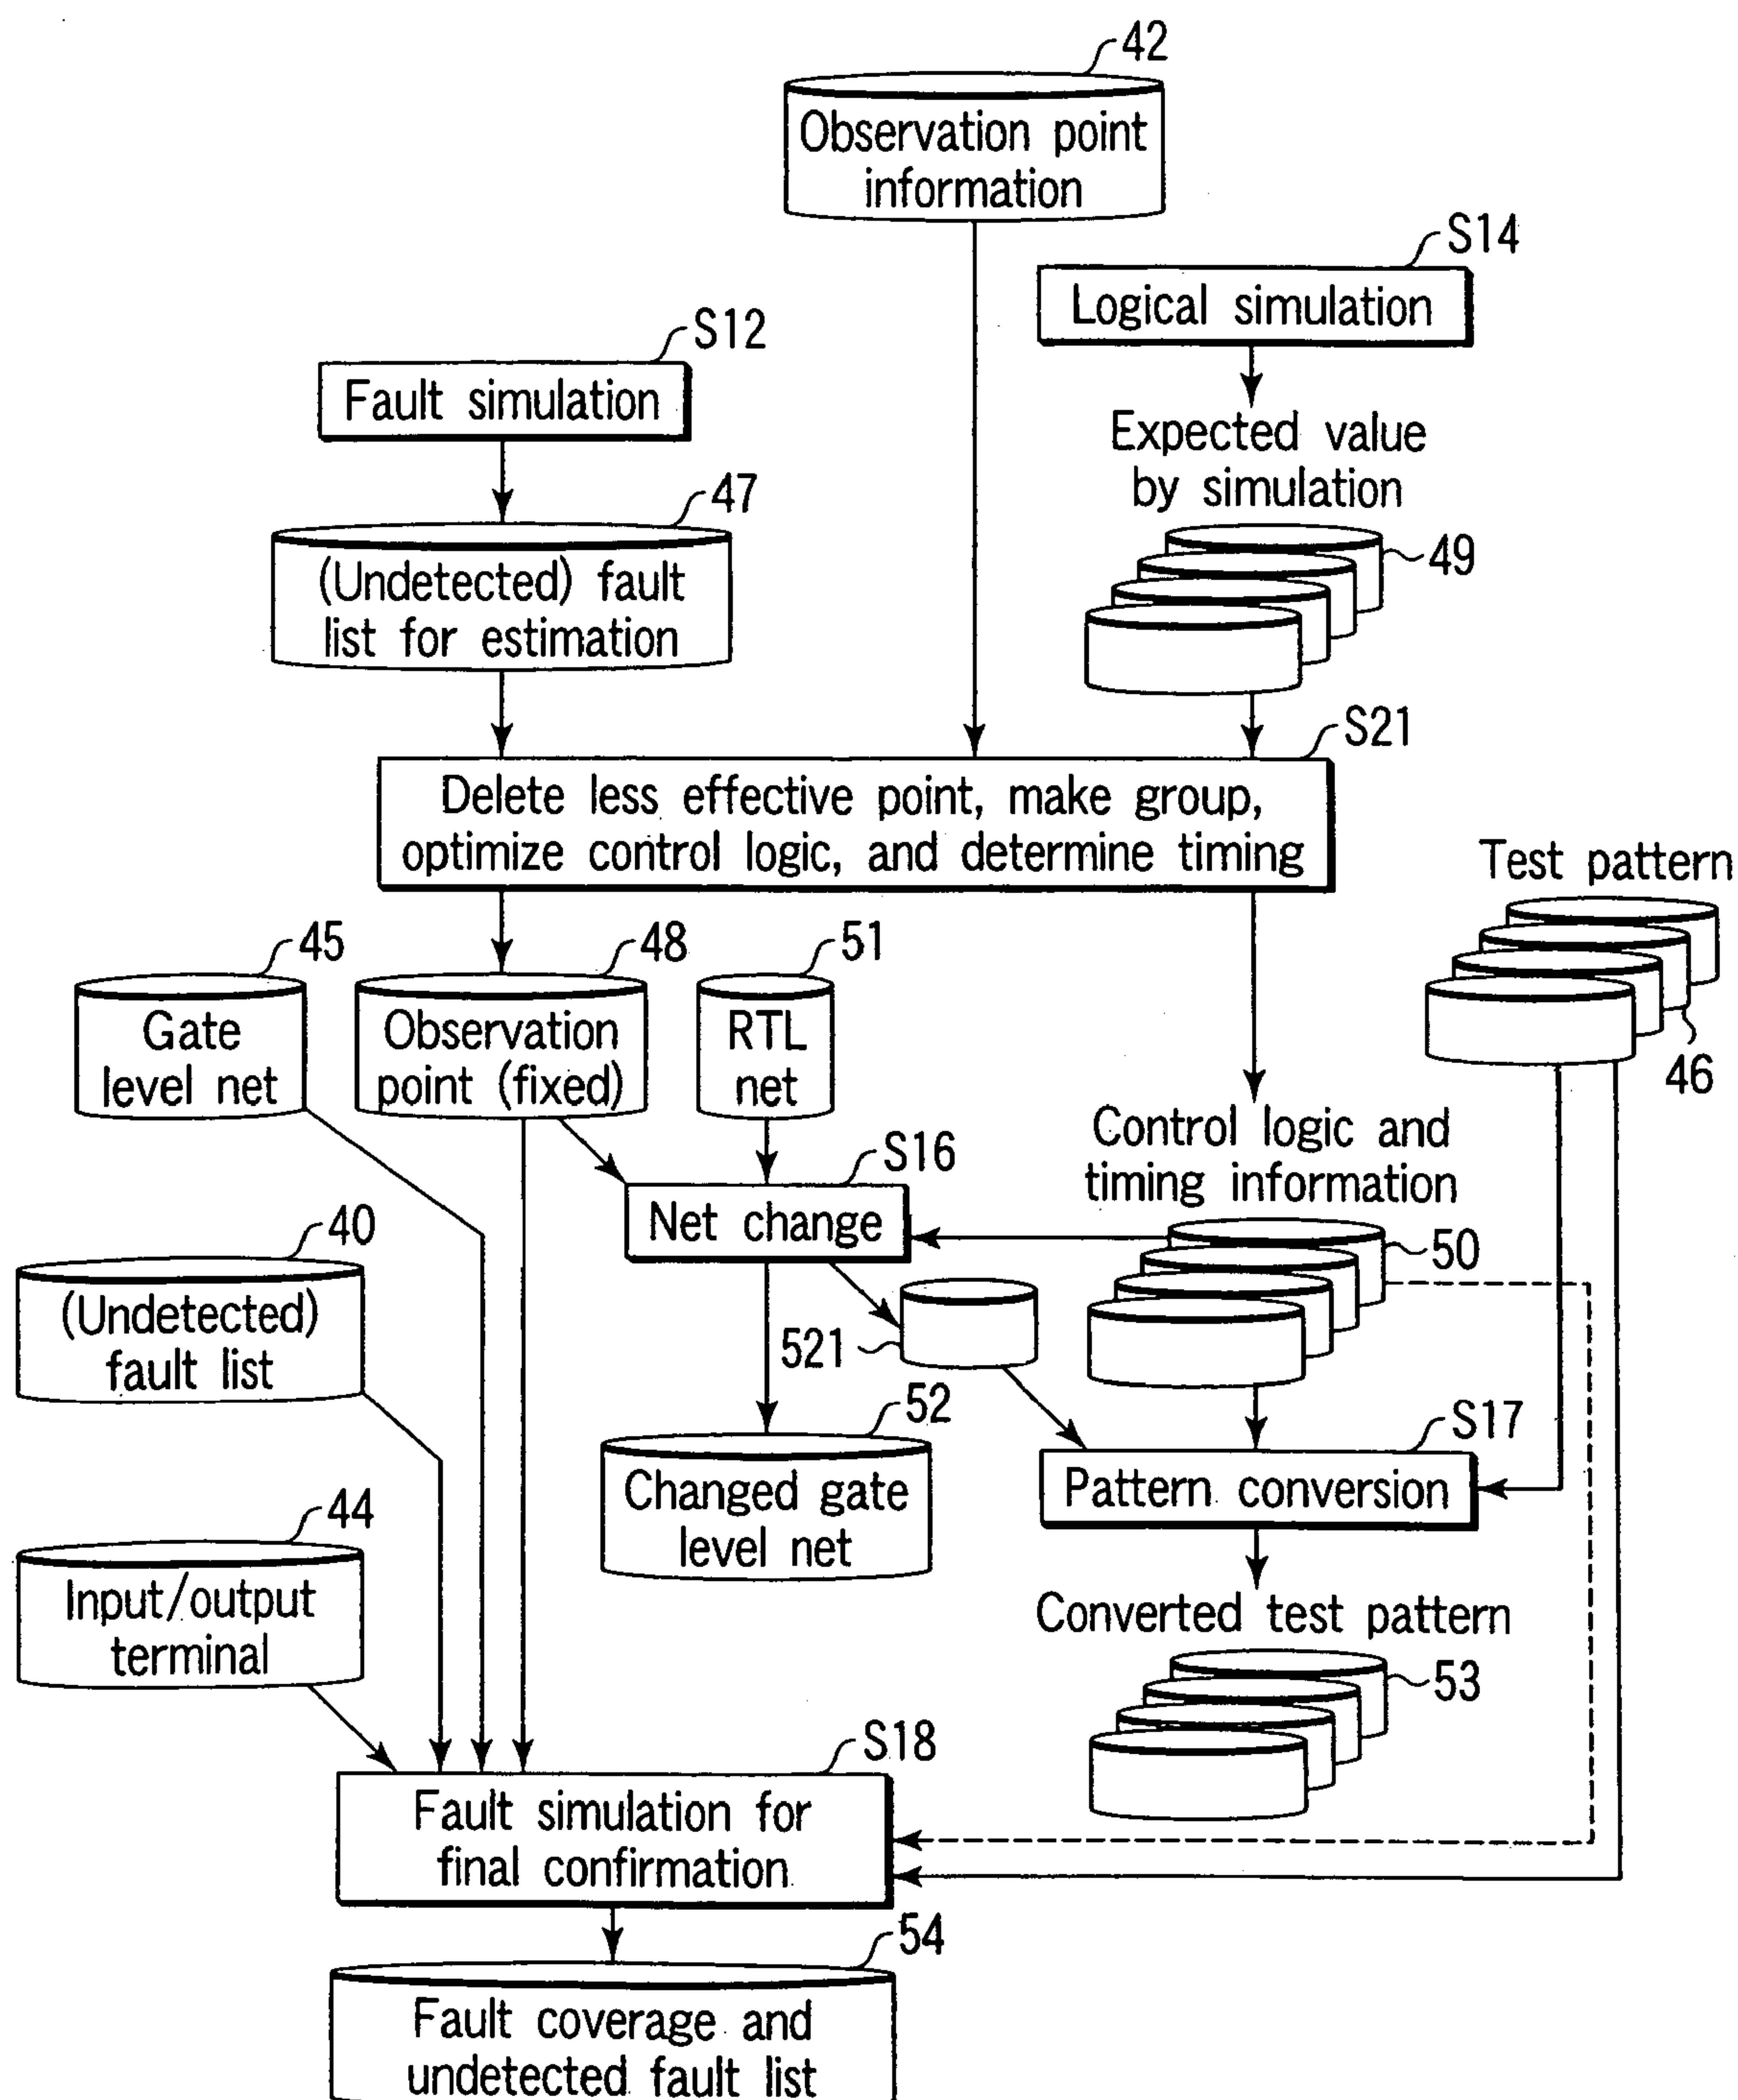 42
Observation point
information
S14
Logical simulation
S12
Fault simulation
Expected value
by simulation
47
49
(Undetected) fault
list for estimation
S21
Delete less effective point, make group,
optimize control logic, and determine timing
Test pattern
45
48
51
46
Gate
level net
Observation
point (fixed)
RTL
net
Control logic and
timing information
S16
Net change
50
40
(Undetected)
fault list
521
52
Changed gate
level net
S17
Pattern conversion
44
Input/output
terminal
Converted test pattern
53
S18
Fault simulation for
final confirmation
54
Fault coverage and
undetected fault list